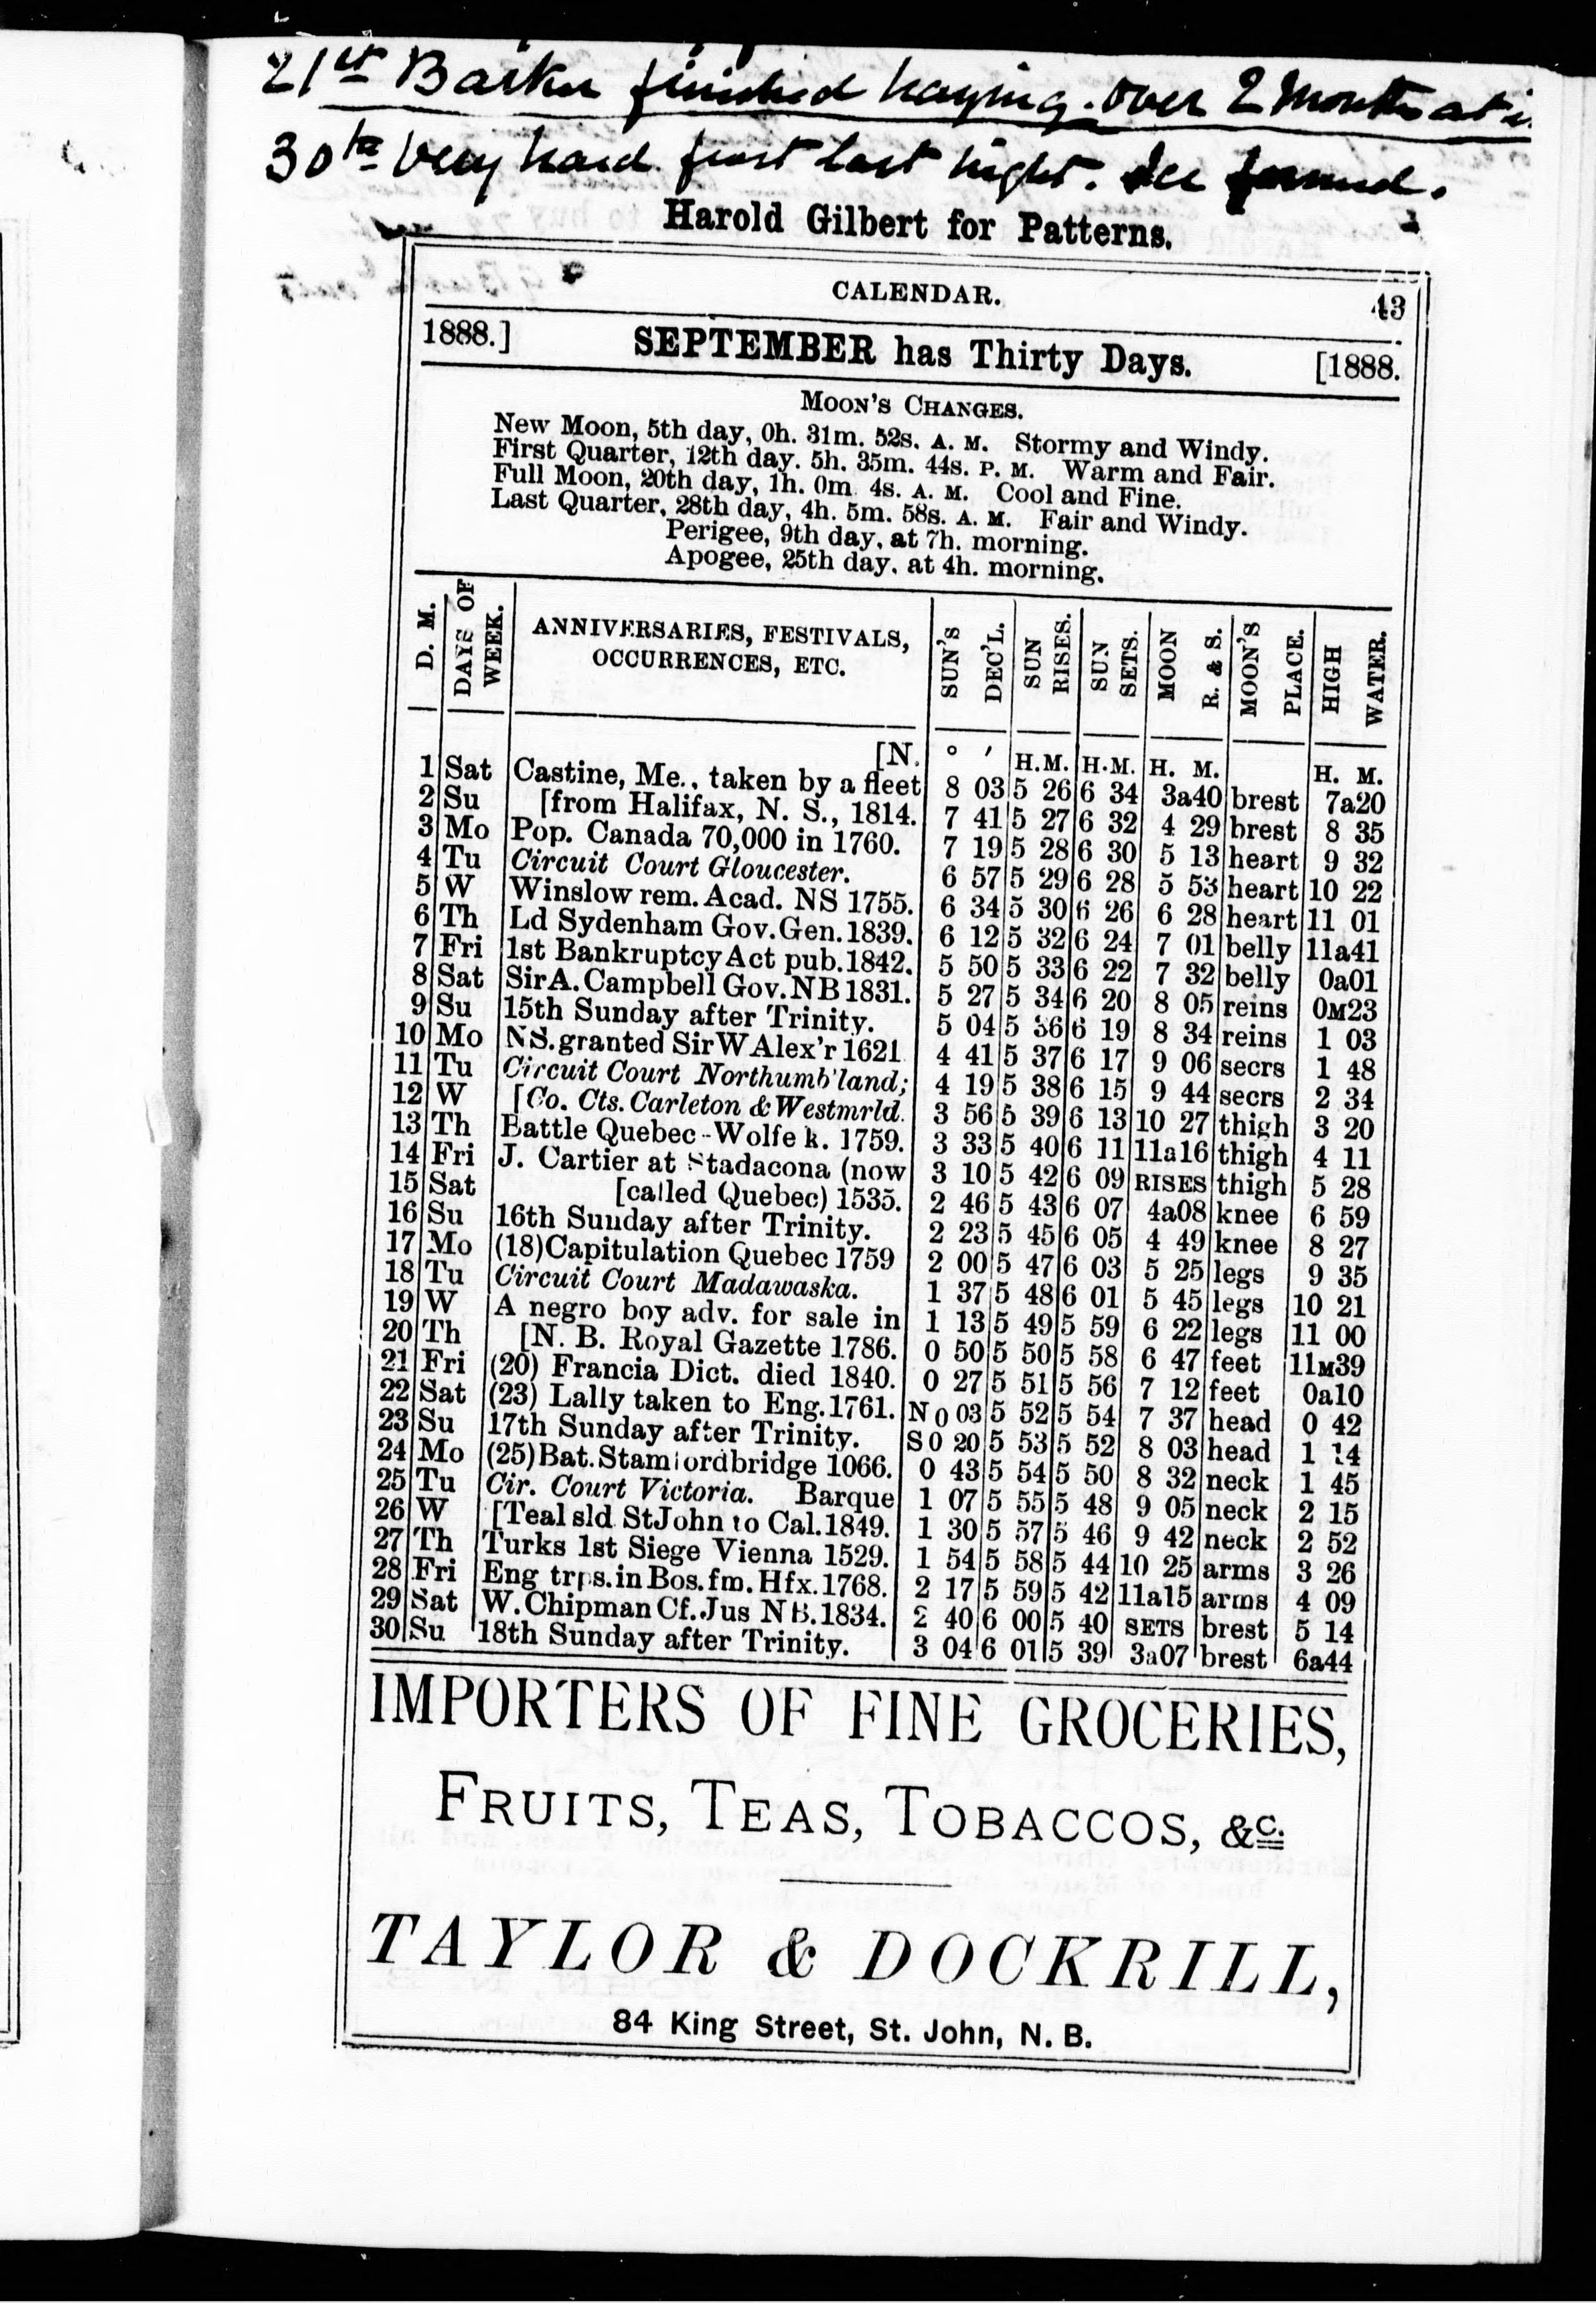 21st Barker finished haying. over 2 months at i
30th Very hard frost last night. Ice formed.
Harold Gilbert for Patterns.
CALENDAR. 43
1888.] SEPTEMBER has Thirty Days. [1888.
MOON'S CHANGES.
New Moon, 5th day, 0h. 31m. 52s. A. M. Stormy and Windy.
First Quarter, 12th day. 5h. 35m. 44s. P. M. Warm and Fair.
Full Moon, 20th day, 1h. 0m 4s. A. M. Cool and Fine.
Last Quarter, 28th day, 4h. 5m. 58s. A. M. Fair and Windy.
Perigee, 9th day, at 7h. morning.
Apogee, 25th day, at 4h. morning.
D. M. DAYS OF WEEK. ANNIVERSARIES, FESTIVALS, OCCURRENCES, ETC. SUN'S DEC'L. SUN RISES. SUN SETS. MOON R. & S. MOON'S PLACE. HIGH WATER.
[N. ° ′ H.M. H.M. H. M. H. M.
1 Sat Castine, Me., taken by a fleet 8 03 5 26 6 34 3a40 brest 7a20
2 Su [from Halifax, N. S., 1814. 7 41 5 27 6 32 4 29 brest 8 35
3 Mo Pop. Canada 70,000 in 1760. 7 19 5 28 6 30 5 13 heart 9 32
4 Tu Circuit Court Gloucester. 6 57 5 29 6 28 5 53 heart 10 22
5 W Winslow rem. Acad. NS 1755. 6 34 5 30 6 26 6 28 heart 11 01
6 Th Ld Sydenham Gov. Gen. 1839. 6 12 5 32 6 24 7 01 belly 11a41
7 Fri 1st Bankruptcy Act pub. 1842. 5 50 5 33 6 22 7 32 belly 0a01
8 Sat Sir A. Campbell Gov. NB 1831. 5 27 5 34 6 20 8 05 reins 0M23
9 Su 15th Sunday after Trinity. 5 04 5 36 6 19 8 34 reins 1 03
10 Mo NS. granted Sir W Alex'r 1621 4 41 5 37 6 17 9 06 secrs 1 48
11 Tu Circuit Court Northumb'land; 4 19 5 38 6 15 9 44 secrs 2 34
12 W [Co. Cts. Carleton & Westmrld. 3 56 5 39 6 13 10 27 thigh 3 20
13 Th Battle Quebec - Wolfe k. 1759. 3 33 5 40 6 11 11a16 thigh 4 11
14 Fri J. Cartier at Stadacona (now 3 10 5 42 6 09 RISES thigh 5 28
15 Sat [called Quebec) 1535. 2 46 5 43 6 07 4a08 knee 6 59
16 Su 16th Sunday after Trinity. 2 23 5 45 6 05 4 49 knee 8 27
17 Mo (18) Capitulation Quebec 1759 2 00 5 47 6 03 5 25 legs 9 35
18 Tu Circuit Court Madawaska. 1 37 5 48 6 01 5 45 legs 10 21
19 W A negro boy adv. for sale in 1 13 5 49 5 59 6 22 legs 11 00
20 Th [N. B. Royal Gazette 1786. 0 50 5 50 5 58 6 47 feet 11M39
21 Fri (20) Francia Dict. died 1840. 0 27 5 51 5 56 7 12 feet 0a10
22 Sat (23) Lally taken to Eng. 1761. N 0 03 5 52 5 54 7 37 head 0 42
23 Su 17th Sunday after Trinity. S 0 20 5 53 5 52 8 03 head 1 14
24 Mo (25) Bat. Stamfordbridge 1066. 0 43 5 54 5 50 8 32 neck 1 45
25 Tu Cir. Court Victoria. Barque 1 07 5 55 5 48 9 05 neck 2 15
26 W [Teal sld St John to Cal. 1849. 1 30 5 57 5 46 9 42 neck 2 52
27 Th Turks 1st Siege Vienna 1529. 1 54 5 58 5 44 10 25 arms 3 26
28 Fri Eng trps. in Bos. fm. Hfx. 1768. 2 17 5 59 5 42 11a15 arms 4 09
29 Sat W. Chipman Cf. Jus N B. 1834. 2 40 6 00 5 40 SETS brest 5 14
30 Su 18th Sunday after Trinity. 3 04 6 01 5 39 3a07 brest 6a44
IMPORTERS OF FINE GROCERIES,
FRUITS, TEAS, TOBACCOS, &c.
TAYLOR & DOCKRILL,
84 King Street, St. John, N. B.